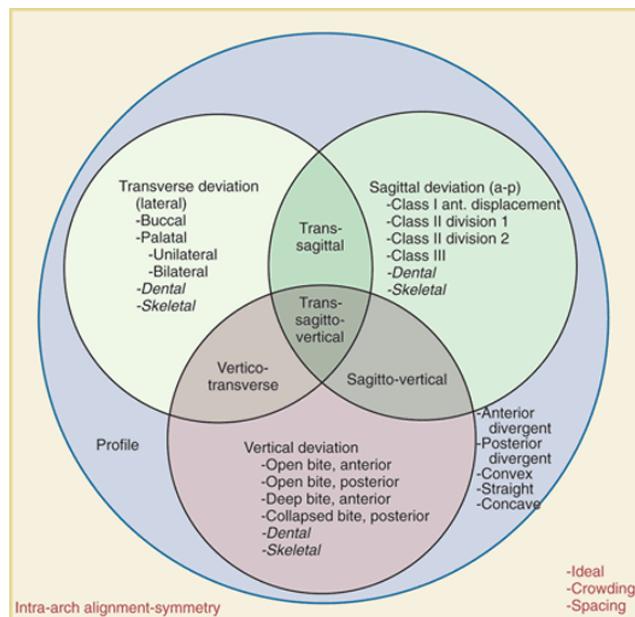 Transverse deviation
(lateral)
-Buccal
-Palatal
-Unilateral
-Bilateral
-Dental
-Skeletal
Trans-
sagittal
Sagittal deviation (a-p)
-Class I ant. displacement
-Class II division 1
-Class II division 2
-Class III
-Dental
-Skeletal
Trans-
sagitto-
vertical
Vertico-
transverse
Sagitto-vertical
Profile
Vertical deviation
-Open bite, anterior
-Open bite, posterior
-Deep bite, anterior
-Collapsed bite, posterior
-Dental
-Skeletal
-Anterior
divergent
-Posterior
divergent
-Convex
-Straight
-Concave
Intra-arch alignment-symmetry
-Ideal
-Crowding
-Spacing